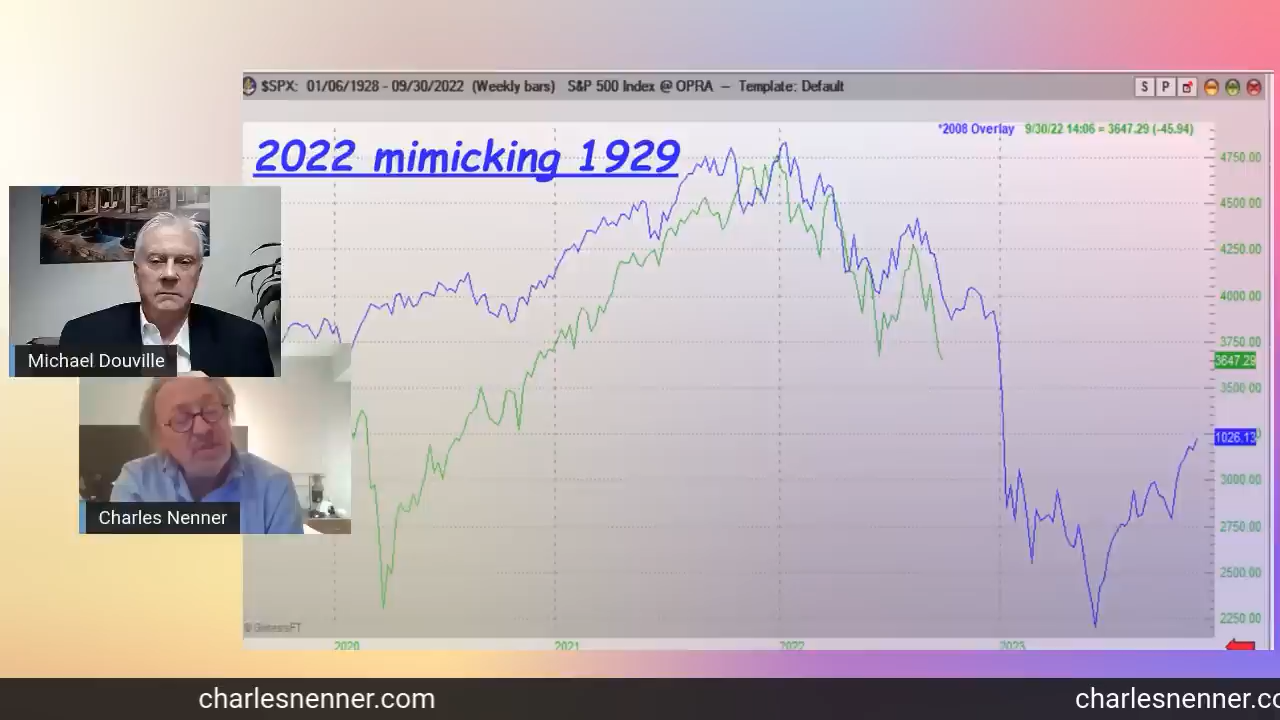 $SPX: 01/06/1928 - 09/30/2022 (Weekly bars) S&P 500 Index @ OPRA — Template: Default
S P
*2008 Overlay 9/30/22 14:06 = 3647.29 (-45.94)
2022 mimicking 1929
4750.00
4500.00
4250.00
4000.00
3750.00
3647.29
3500.00
1026.13
3000.00
2750.00
2500.00
2250.00
Michael Douville
Charles Nenner
© GenesisFT
2020 2021 2022 2023
charlesnenner.com charlesnenner.co